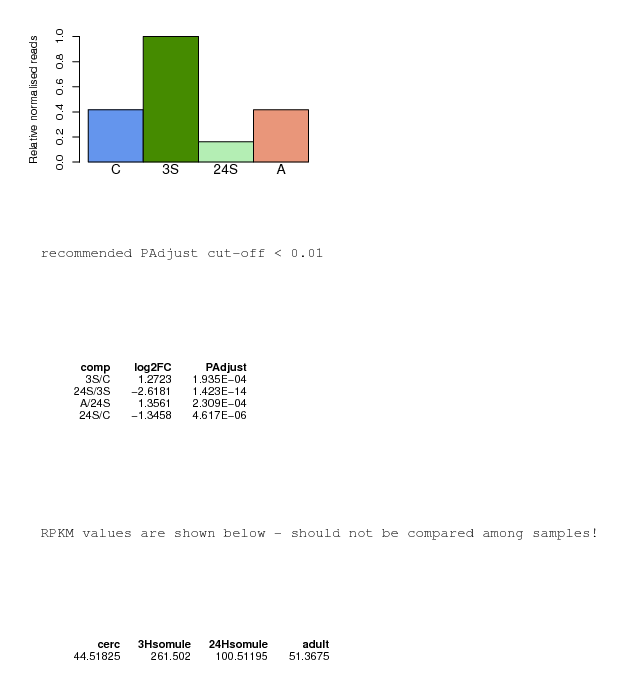 Relative normalised reads
1.0
0.8
0.6
0.4
0.2
0.0
C 3S 24S A
recommended PAdjust cut-off < 0.01
comp log2FC PAdjust
3S/C 1.2723 1.935E−04
24S/3S −2.6181 1.423E−14
A/24S 1.3561 2.309E−04
24S/C −1.3458 4.617E−06
RPKM values are shown below - should not be compared among samples!
cerc 3Hsomule 24Hsomule adult
44.51825 261.502 100.51195 51.3675